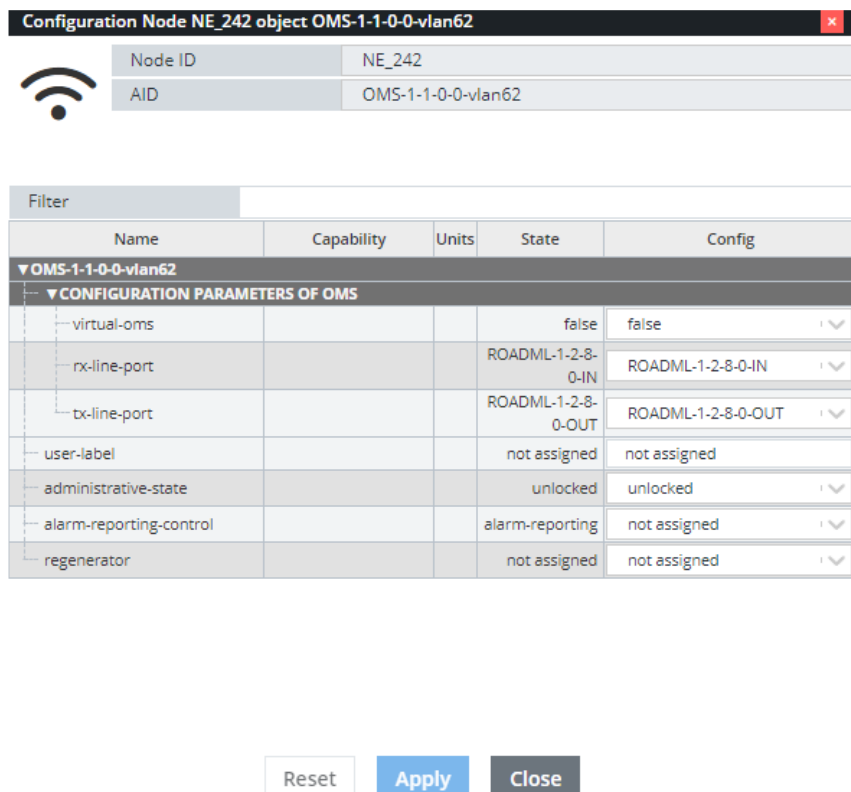 Configuration Node NE_242 object OMS-1-1-0-0-vlan62
Node ID NE_242
AID OMS-1-1-0-0-vlan62
Filter
Name Capability Units State Config
▼OMS-1-1-0-0-vlan62
▼CONFIGURATION PARAMETERS OF OMS
virtual-oms false false
rx-line-port ROADML-1-2-8-0-IN ROADML-1-2-8-0-IN
tx-line-port ROADML-1-2-8-0-OUT ROADML-1-2-8-0-OUT
user-label not assigned not assigned
administrative-state unlocked unlocked
alarm-reporting-control alarm-reporting not assigned
regenerator not assigned not assigned
Reset Apply Close